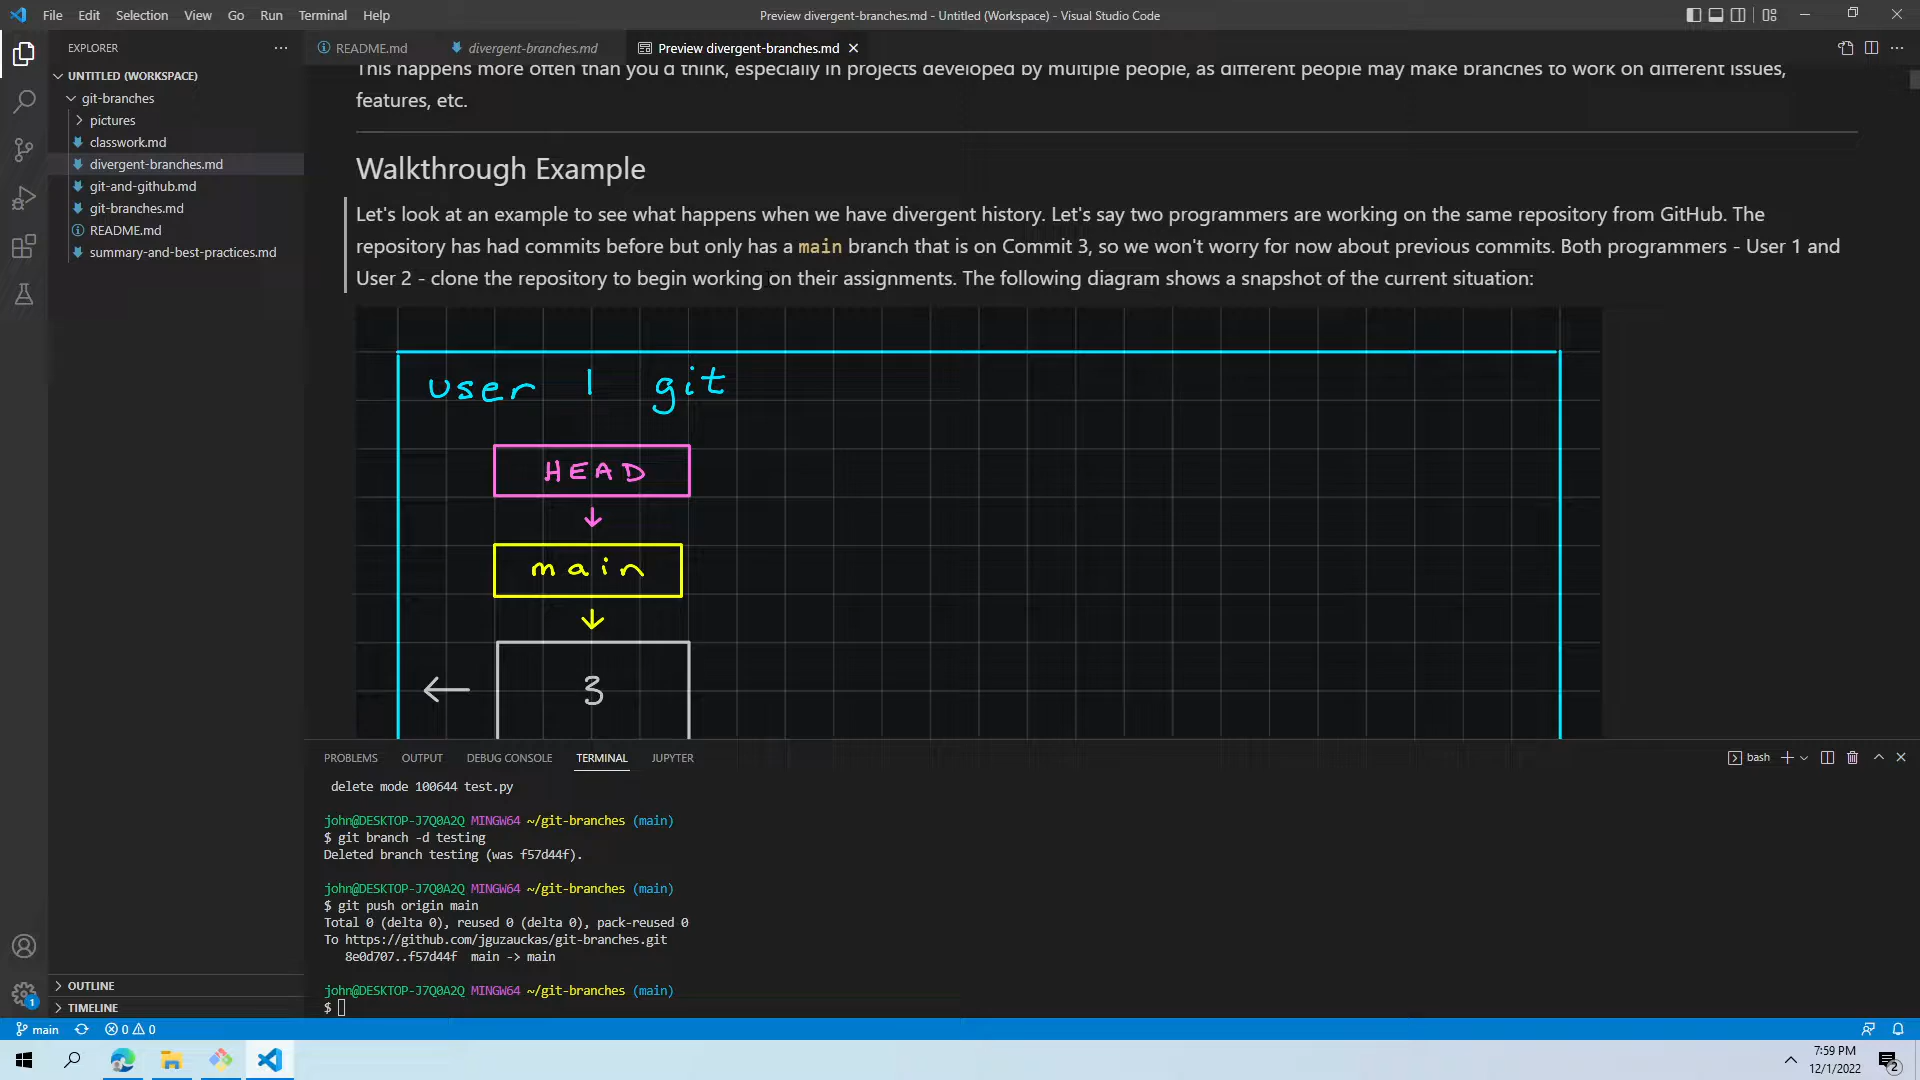 File Edit Selection View Go Run Terminal Help
Preview divergent-branches.md - Untitled (Workspace) - Visual Studio Code
EXPLORER
README.md divergent-branches.md Preview divergent-branches.md
UNTITLED (WORKSPACE)
git-branches
pictures
classwork.md
divergent-branches.md
git-and-github.md
git-branches.md
README.md
summary-and-best-practices.md
This happens more often than you'd think, especially in projects developed by multiple people, as different people may make branches to work on different issues,
features, etc.
Walkthrough Example
Let's look at an example to see what happens when we have divergent history. Let's say two programmers are working on the same repository from GitHub. The
repository has had commits before but only has a main branch that is on Commit 3, so we won't worry for now about previous commits. Both programmers - User 1 and
User 2 - clone the repository to begin working on their assignments. The following diagram shows a snapshot of the current situation:
user 1 git
HEAD
main
3
PROBLEMS OUTPUT DEBUG CONSOLE TERMINAL JUPYTER
bash
delete mode 100644 test.py
john@DESKTOP-J7Q0A2Q MINGW64 ~/git-branches (main)
$ git branch -d testing
Deleted branch testing (was f57d44f).
john@DESKTOP-J7Q0A2Q MINGW64 ~/git-branches (main)
$ git push origin main
Total 0 (delta 0), reused 0 (delta 0), pack-reused 0
To https://github.com/jguzauckas/git-branches.git
8e0d707..f57d44f main -> main
john@DESKTOP-J7Q0A2Q MINGW64 ~/git-branches (main)
$
OUTLINE
TIMELINE
1
main 0 0
7:59 PM
12/1/2022
2